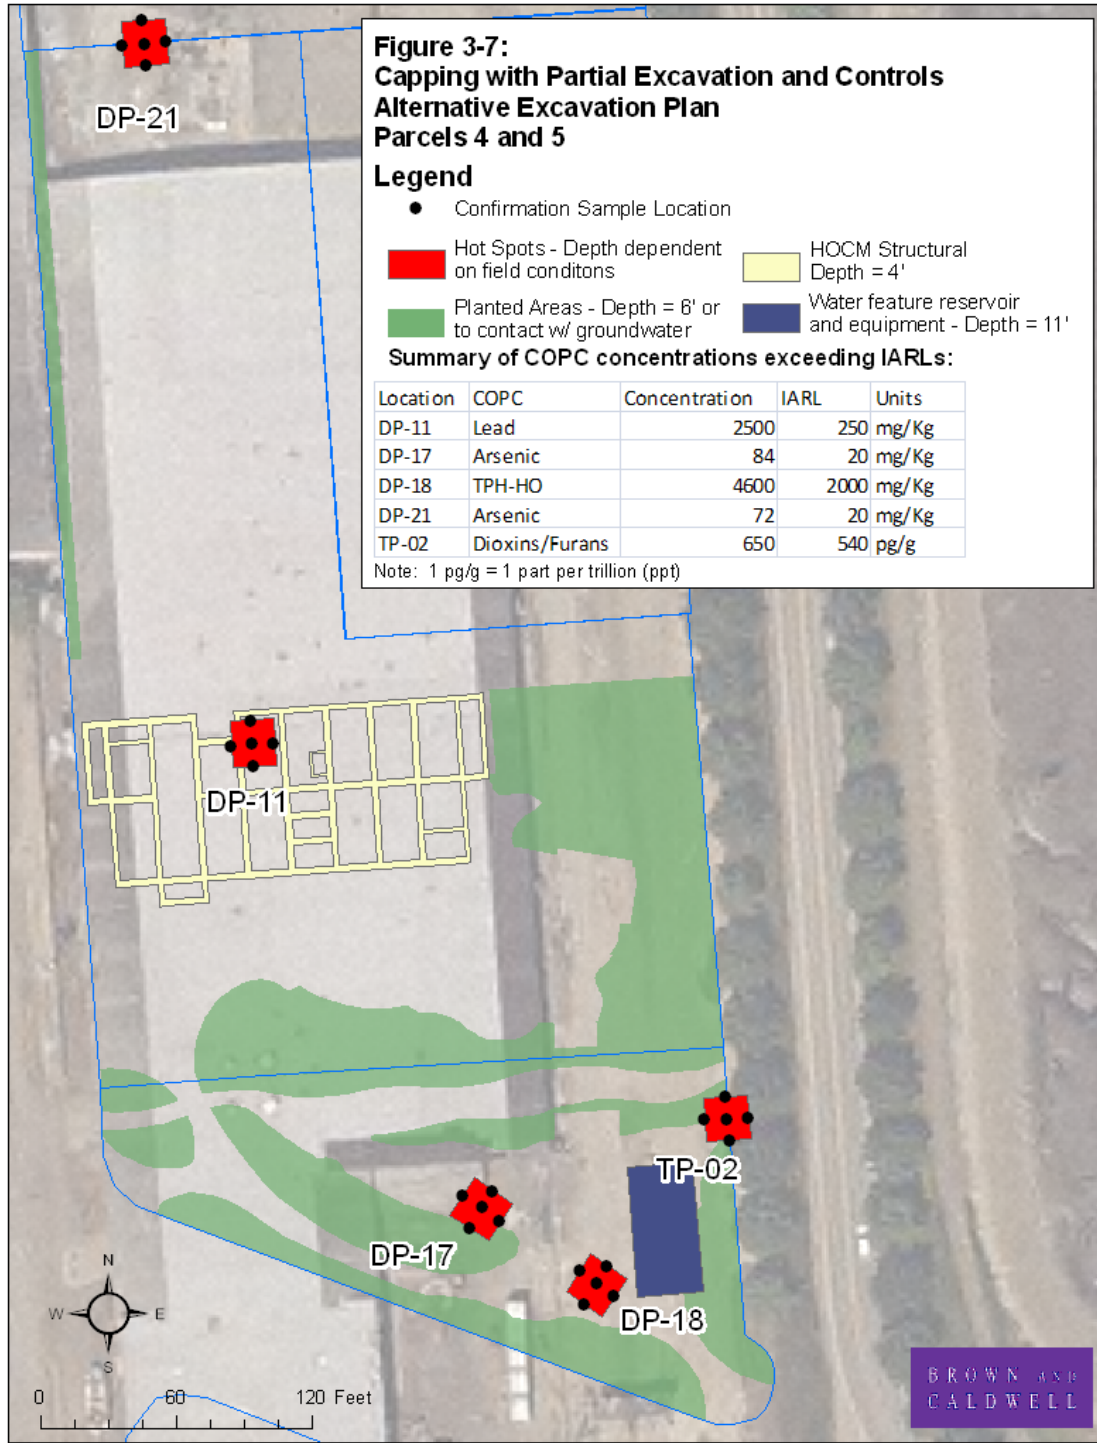 Figure 3-7:
Capping with Partial Excavation and Controls
Alternative Excavation Plan
Parcels 4 and 5
Legend
Confirmation Sample Location
Hot Spots - Depth dependent
on field conditons
HOCM Structural
Depth = 4'
Planted Areas - Depth = 6' or
to contact w/ groundwater
Water feature reservoir
and equipment - Depth = 11'
Summary of COPC concentrations exceeding IARLs:
Location COPC Concentration IARL Units
DP-11 Lead 2500 250 mg/Kg
DP-17 Arsenic 84 20 mg/Kg
DP-18 TPH-HO 4600 2000 mg/Kg
DP-21 Arsenic 72 20 mg/Kg
TP-02 Dioxins/Furans 650 540 pg/g
Note: 1 pg/g = 1 part per trillion (ppt)
DP-21
DP-11
TP-02
DP-17
DP-18
N
W E
S
0 60 120 Feet
BROWN AND
CALDWELL